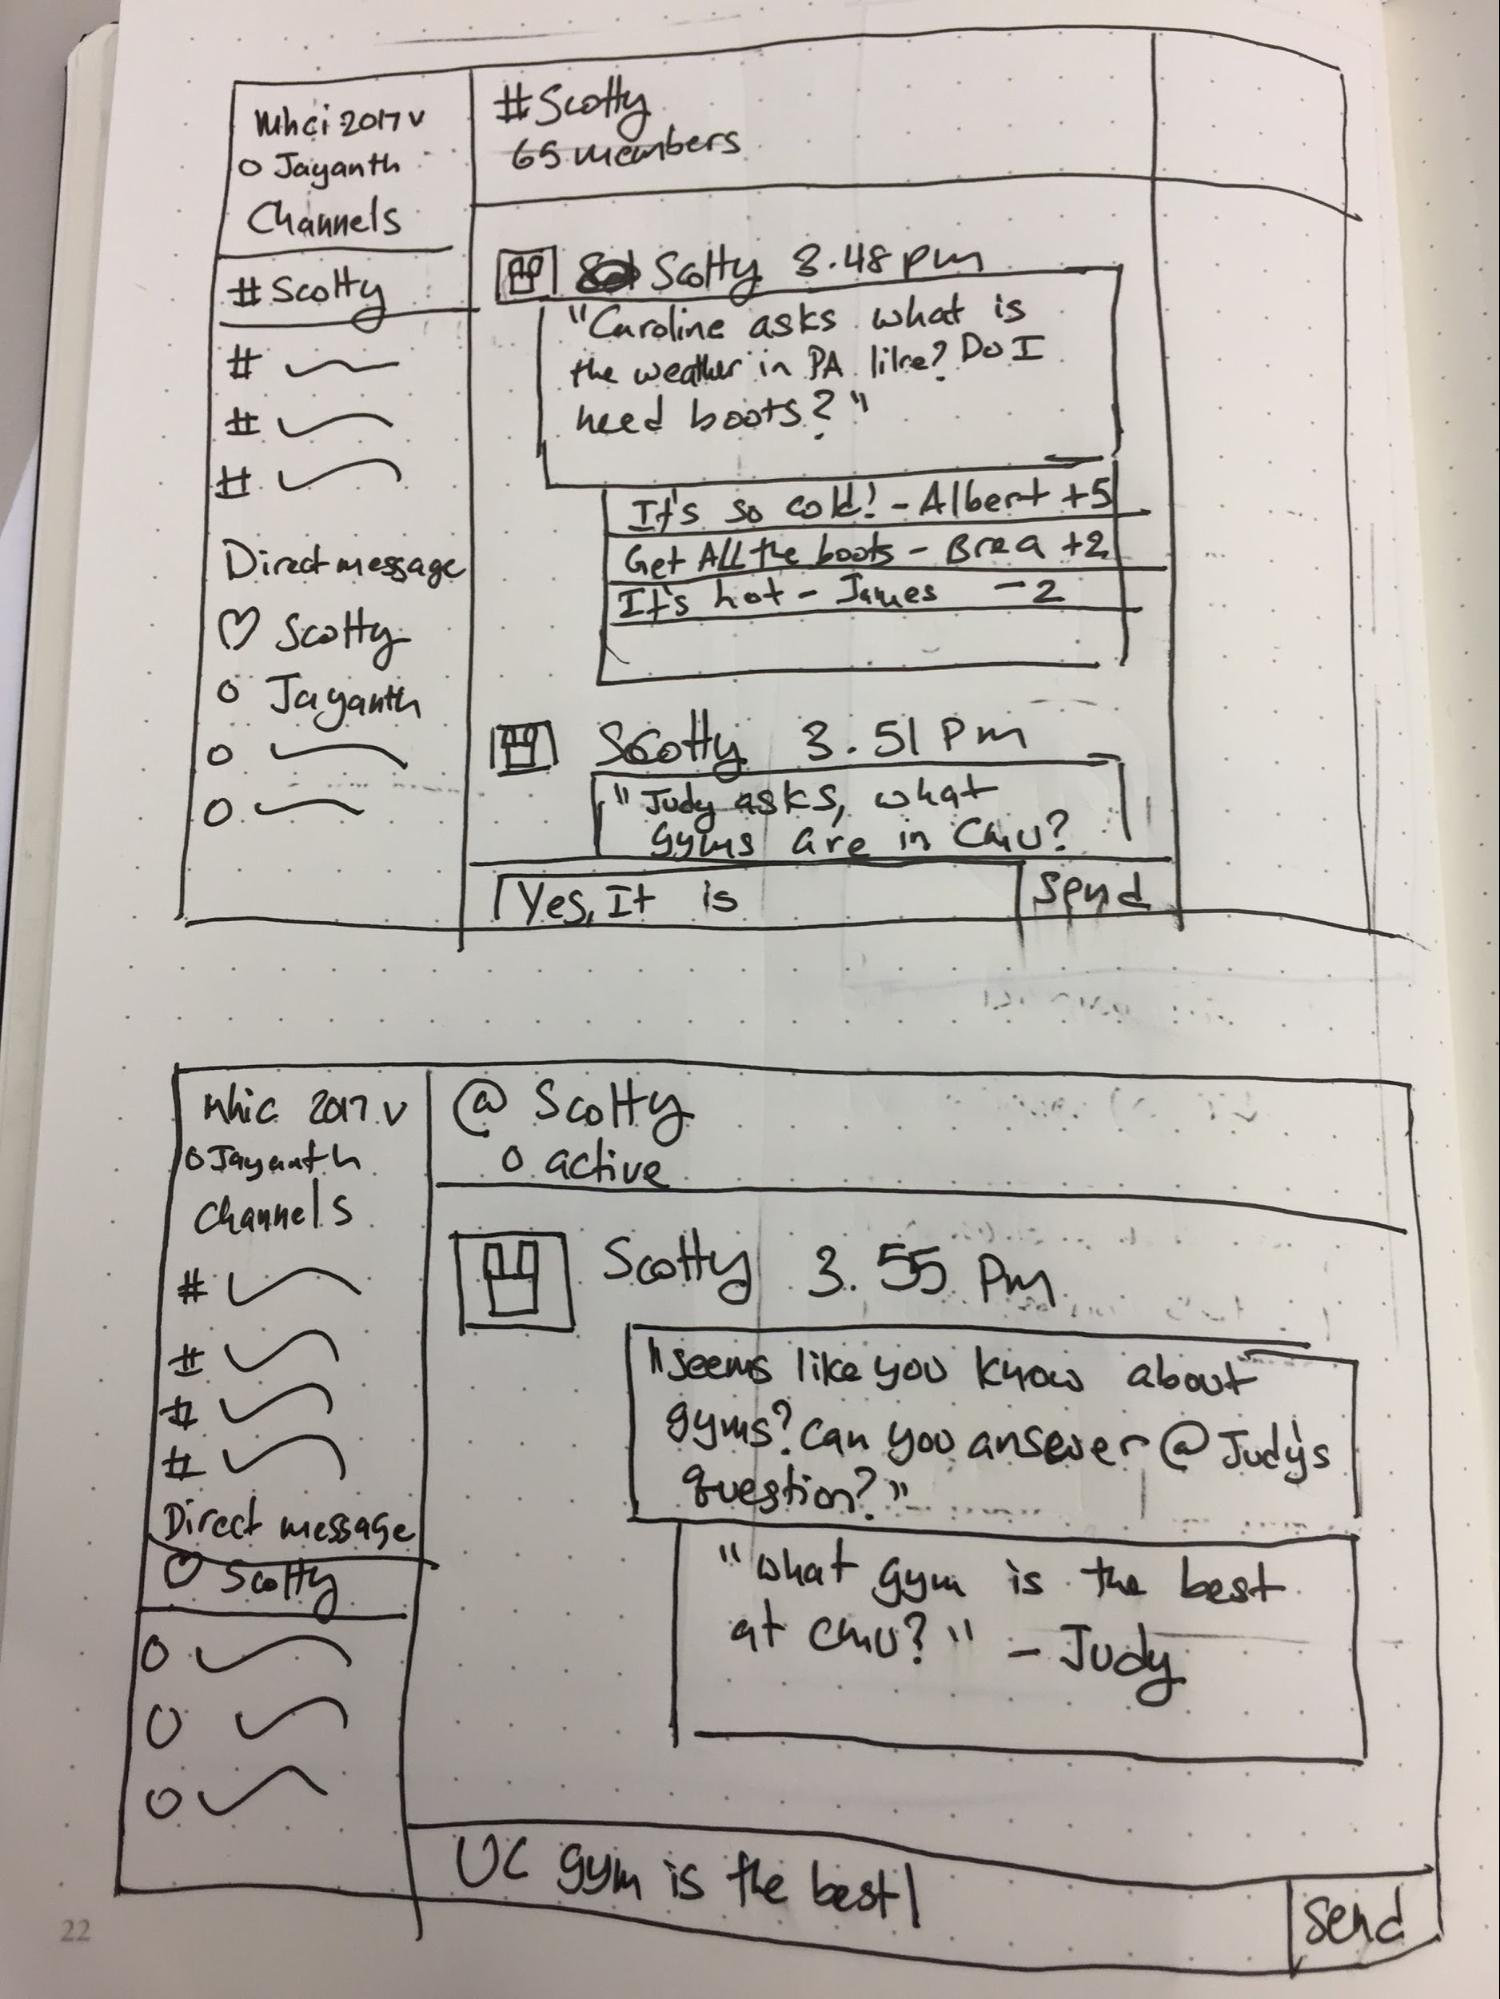 Mhci 2017 v
O Jayanth
Channels
#Scotty
#
#
#
Direct message
♡ Scotty
O Jayanth
O
O
#Scotty
65 members
Scotty 3.48 pm
"Caroline asks what is
the weather in PA like? Do I
need boots?"
It's so cold! - Albert +5
Get All the boots - Brea +2
It's hot - James -2
Scotty 3.51 Pm
"Judy asks, what
gyms are in CMU?
Yes, It is
Send
Mhic 2017 v
O Jayanth
Channels
#
#
#
#
Direct message
♡ Scotty
O
O
O
@ Scotty
O active
Scotty 3.55 Pm
"seems like you know about
gyms? Can you answer @Judy's
question?"
"what gym is the best
at CMU?" - Judy
UC gym is the best|
Send
22